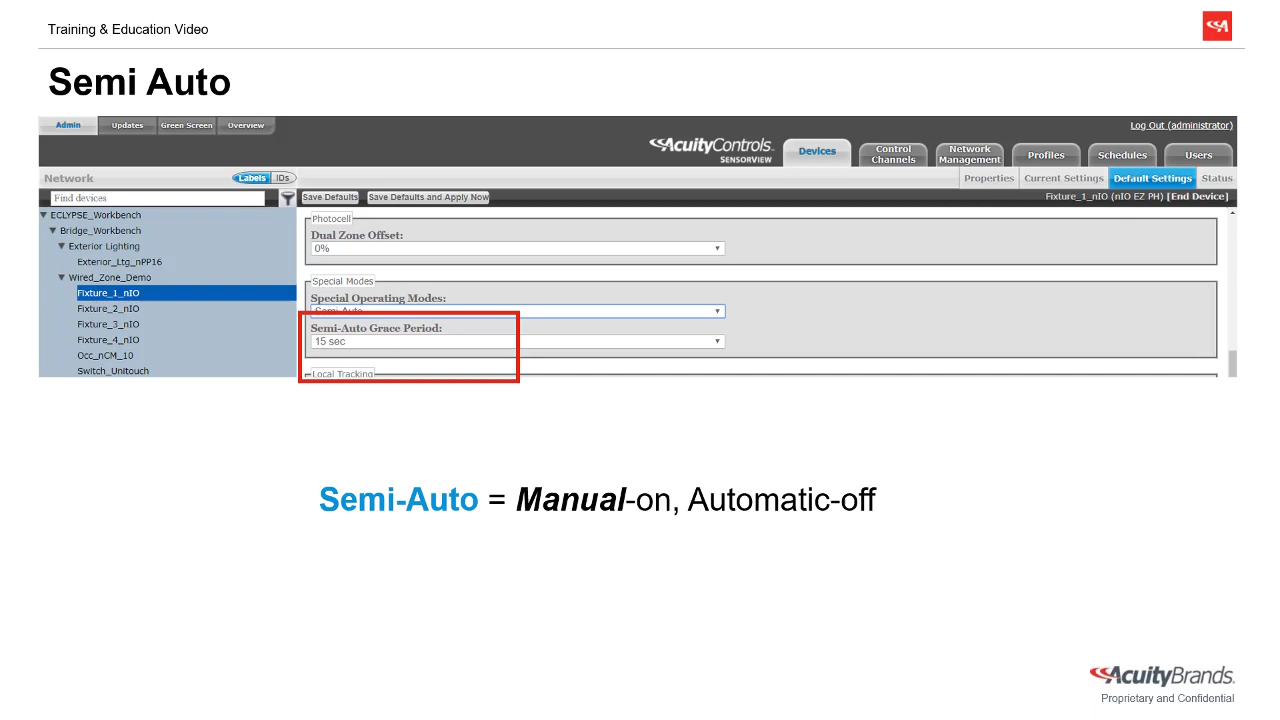 Training & Education Video
Semi Auto
Admin Updates Green Screen Overview
Log Out (administrator)
AcuityControls.
SENSORVIEW
Devices
Control Channels
Network Management
Profiles
Schedules
Users
Network Labels IDs
Properties Current Settings Default Settings Status
Find devices
Save Defaults Save Defaults and Apply Now
Fixture_1_nIO (nIO EZ PH) [End Device]
ECLYPSE_Workbench
Bridge_Workbench
Exterior Lighting
Exterior_Ltg_nPP16
Wired_Zone_Demo
Fixture_1_nIO
Fixture_2_nIO
Fixture_3_nIO
Fixture_4_nIO
Occ_nCM_10
Switch_Unitouch
Photocell
Dual Zone Offset:
0%
Special Modes
Special Operating Modes:
Semi-Auto
Semi-Auto Grace Period:
15 sec
Local Tracking
Semi-Auto = Manual-on, Automatic-off
AcuityBrands.
Proprietary and Confidential